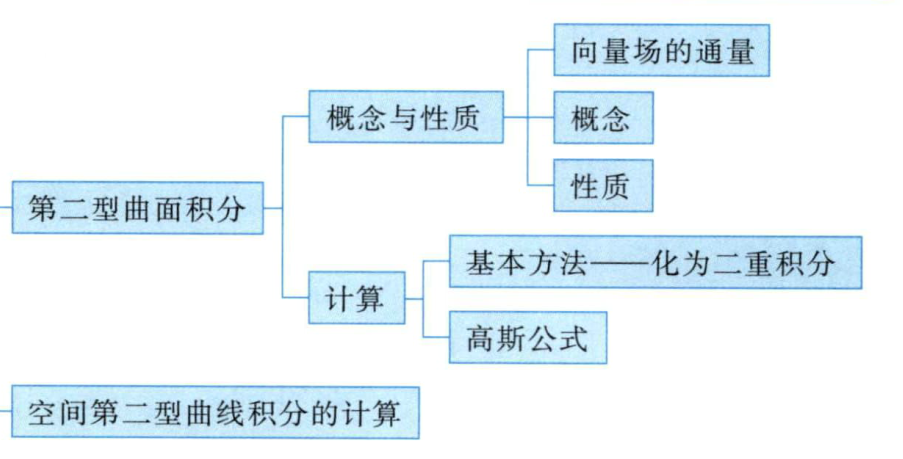 向量场的通量
概念与性质
概念
性质
第二型曲面积分
基本方法——化为二重积分
计算
高斯公式
空间第二型曲线积分的计算